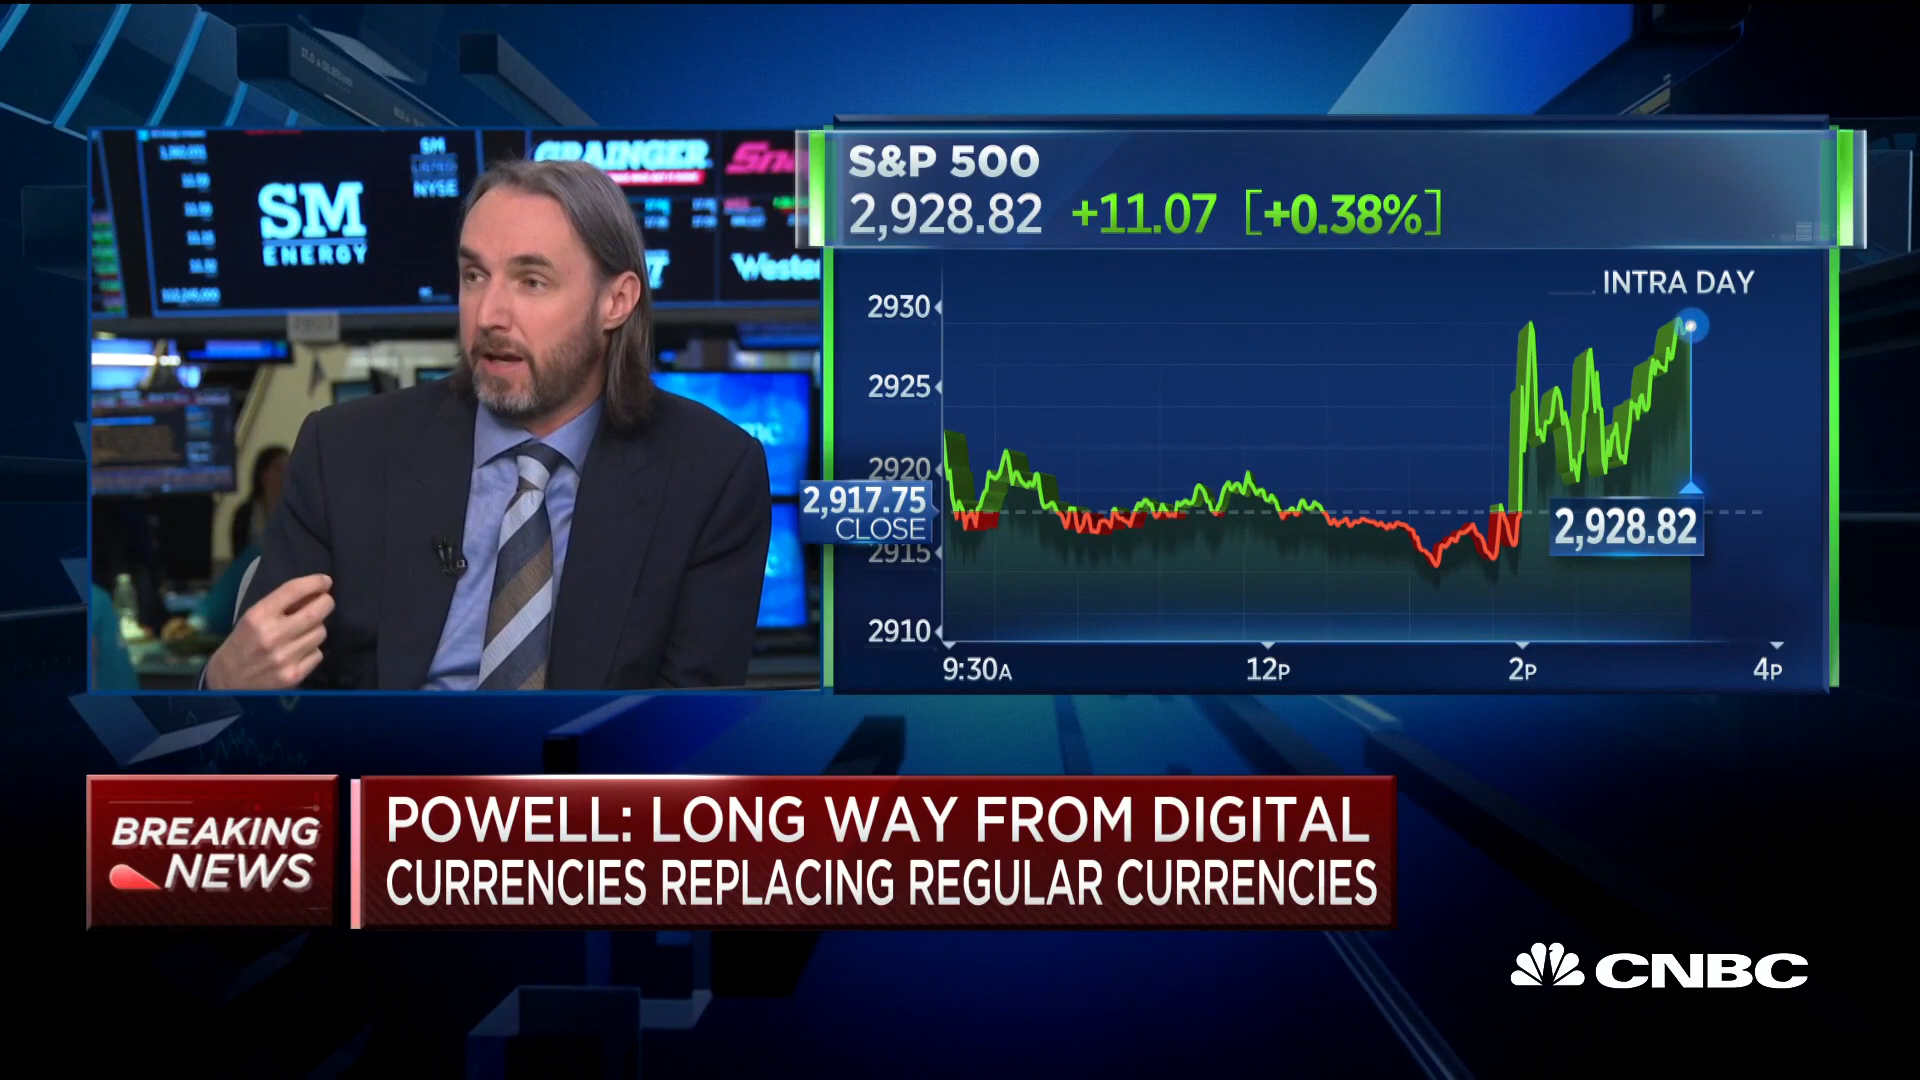 SM
ENERGY
SM
NYSE
GRAINGER
S&P 500
2,928.82 +11.07 [+0.38%]
INTRA DAY
2930
2925
2920
2,917.75
CLOSE
2915
2910
2,928.82
9:30A 12P 2P 4P
BREAKING
NEWS
POWELL: LONG WAY FROM DIGITAL
CURRENCIES REPLACING REGULAR CURRENCIES
CNBC